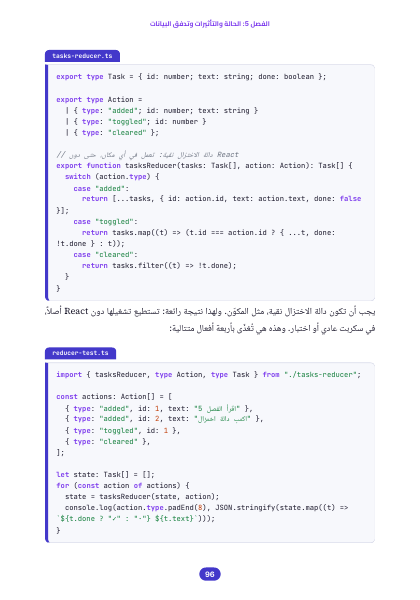 الفصل 5: الحالة والتأثيرات وتدفق البيانات
tasks-reducer.ts
export type Task = { id: number; text: string; done: boolean };
export type Action =
| { type: "added"; id: number; text: string }
| { type: "toggled"; id: number }
| { type: "cleared" };
// دالة الاختزال نقية: تعمل في أي مكان، حتى دون React
export function tasksReducer(tasks: Task[], action: Action): Task[] {
switch (action.type) {
case "added":
return [...tasks, { id: action.id, text: action.text, done: false
}];
case "toggled":
return tasks.map((t) => (t.id === action.id ? { ...t, done:
!t.done } : t));
case "cleared":
return tasks.filter((t) => !t.done);
}
}
يجب أن تكون دالة الاختزال نقية، مثل المكوّن. ولهذا نتيجة رائعة: تستطيع تشغيلها دون React أصلًا،
في سكربت عادي أو اختبار. وهذه هي تُغذّى بأربعة أفعال متتالية:
reducer-test.ts
import { tasksReducer, type Action, type Task } from "./tasks-reducer";
const actions: Action[] = [
{ type: "added", id: 1, text: "اقرأ الفصل 5" },
{ type: "added", id: 2, text: "اكتب دالة اختزال" },
{ type: "toggled", id: 1 },
{ type: "cleared" },
];
let state: Task[] = [];
for (const action of actions) {
state = tasksReducer(state, action);
console.log(action.type.padEnd(8), JSON.stringify(state.map((t) =>
`${t.done ? "✓" : "·"} ${t.text}`)));
}
96